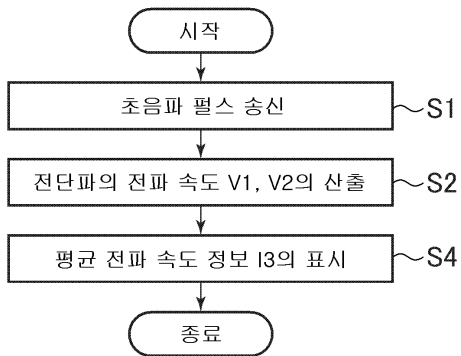 시작
초음파 펄스 송신 S1
전단파의 전파 속도 V1, V2의 산출 S2
평균 전파 속도 정보 I3의 표시 S4
종료